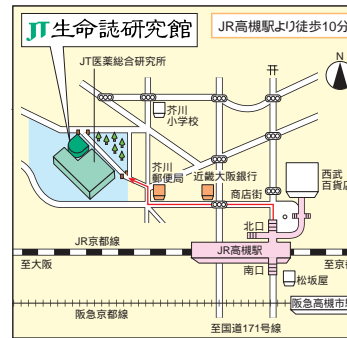 JT生命誌研究館
JR高槻駅より徒歩10分
JT医薬総合研究所
N
芥川
小学校
芥川
郵便局
近畿大阪銀行
西武
百貨店
商店街
北口
JR京都線
JR高槻駅
至大阪
至京
南口
松坂屋
阪急京都線
阪急高槻市
至国道171号線